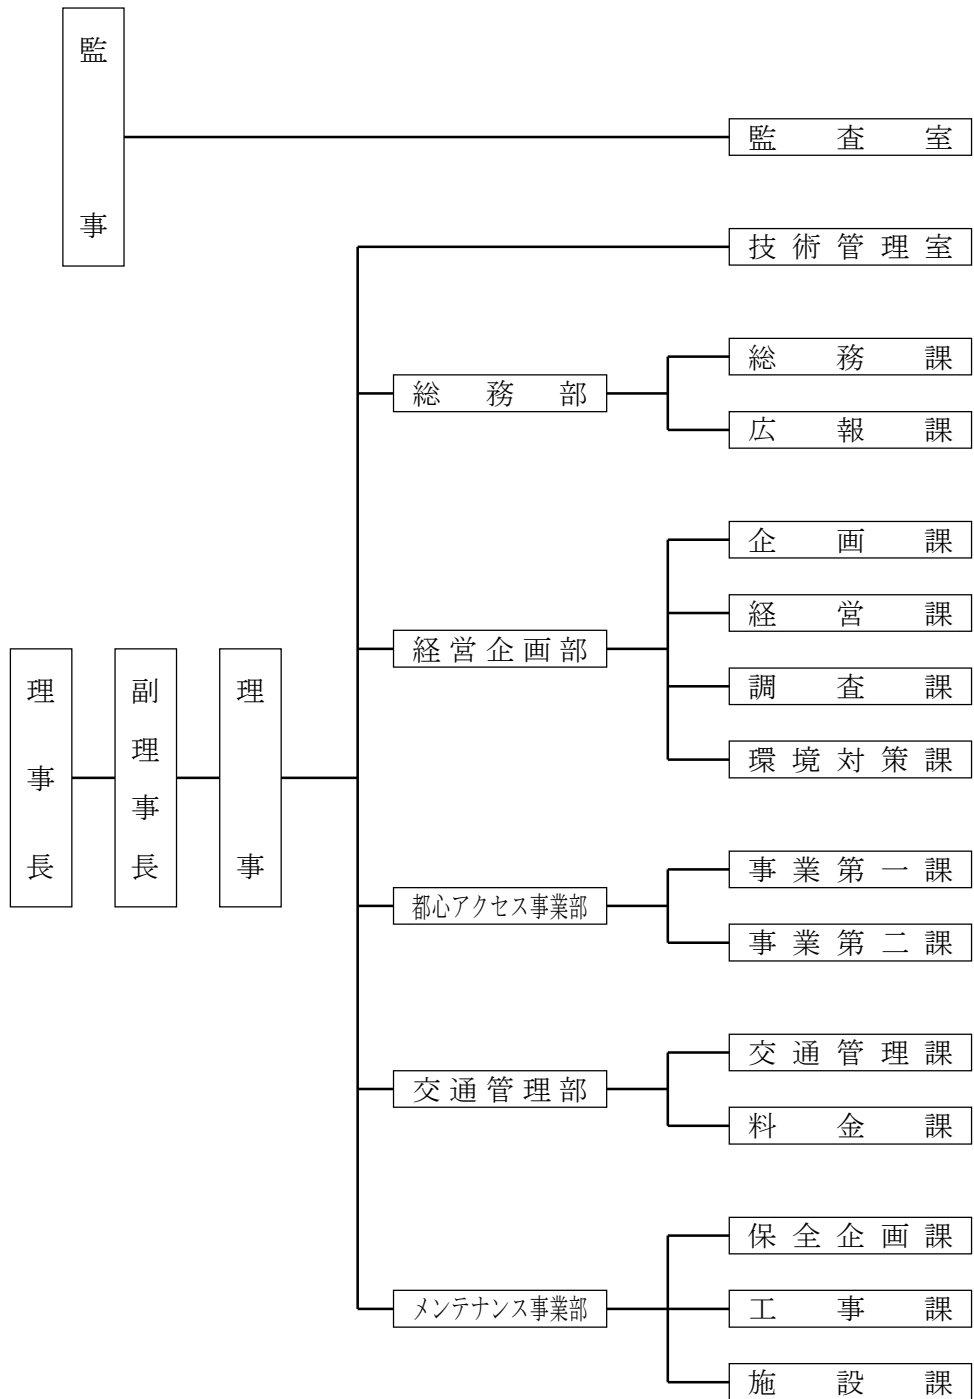 監事
監査室
技術管理室
総務部
総務課
広報課
理事長
副理事長
理事
経営企画部
企画課
経営課
調査課
環境対策課
都心アクセス事業部
事業第一課
事業第二課
交通管理部
交通管理課
料金課
メンテナンス事業部
保全企画課
工事課
施設課